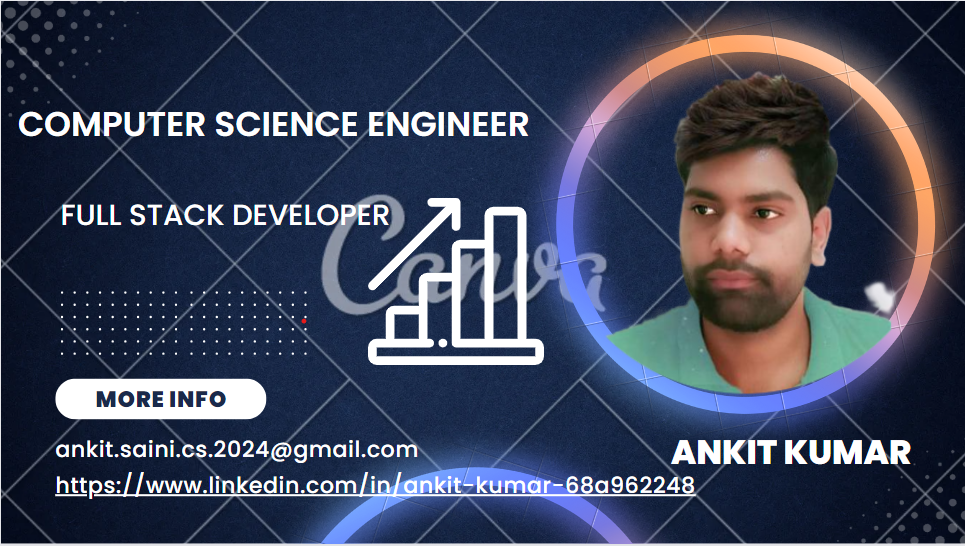 COMPUTER SCIENCE ENGINEER
FULL STACK DEVELOPER
Canva
MORE INFO
ankit.saini.cs.2024@gmail.com
https://www.linkedin.com/in/ankit-kumar-68a962248
ANKIT KUMAR